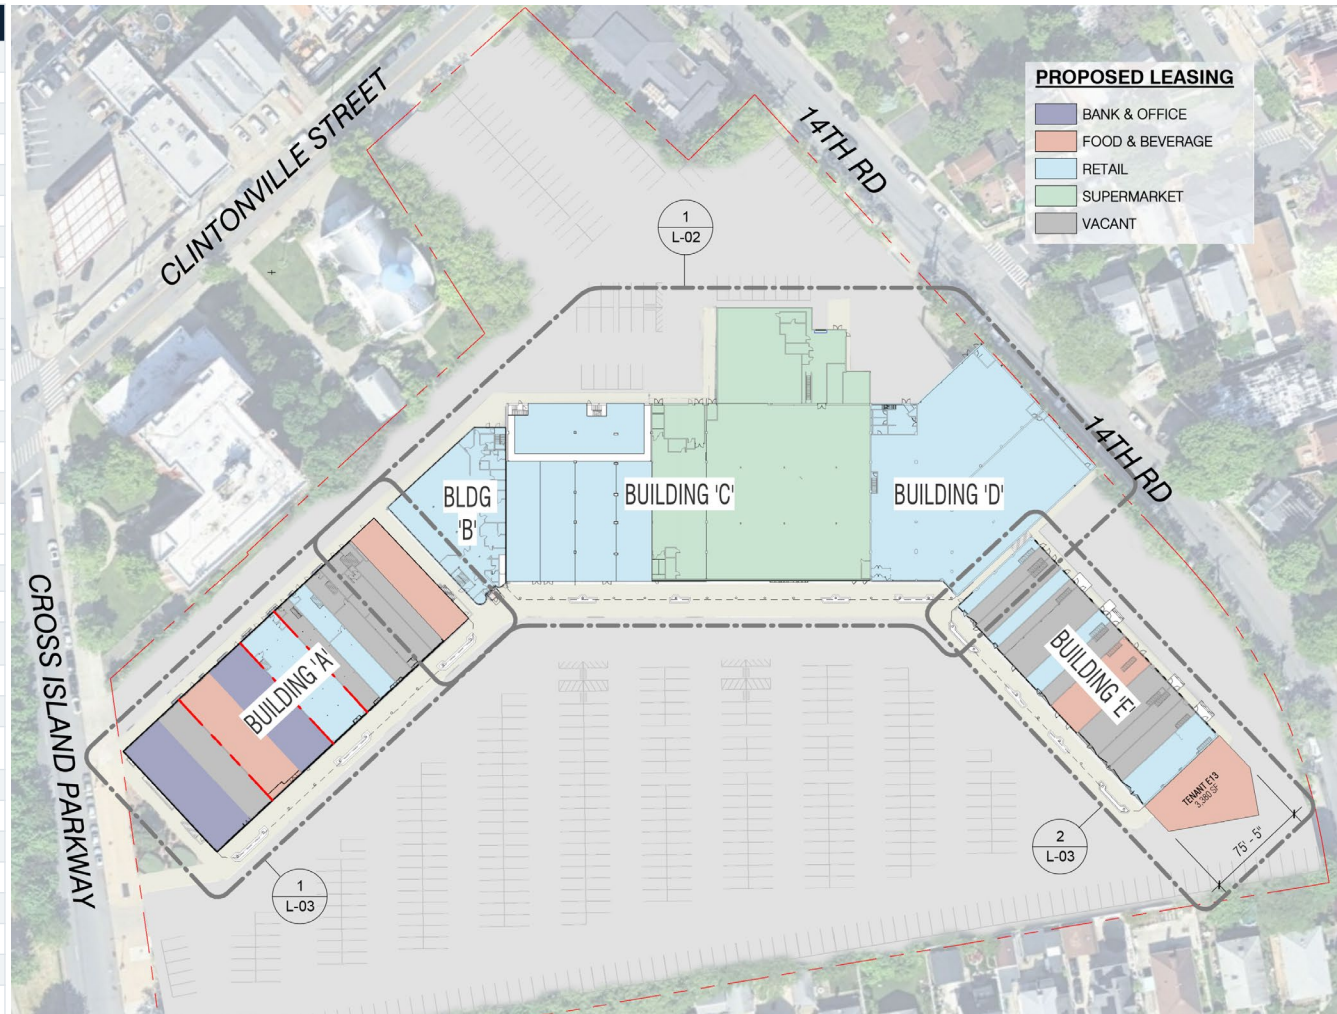 CLINTONVILLE STREET
14TH RD
PROPOSED LEASING
BANK & OFFICE
FOOD & BEVERAGE
RETAIL
SUPERMARKET
VACANT
1
L-02
14TH RD
BLDG
'B'
BUILDING 'C'
BUILDING 'D'
CROSS ISLAND PARKWAY
BUILDING 'A'
BUILDING 'E'
TENANT E13
3,380 SF
75' - 5"
2
L-03
1
L-03